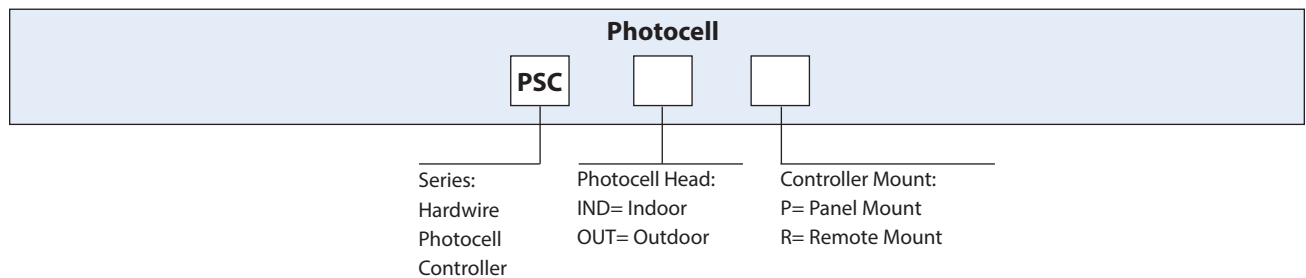 Photocell
PSC
Series:
Hardwire
Photocell
Controller
Photocell Head:
IND= Indoor
OUT= Outdoor
Controller Mount:
P= Panel Mount
R= Remote Mount